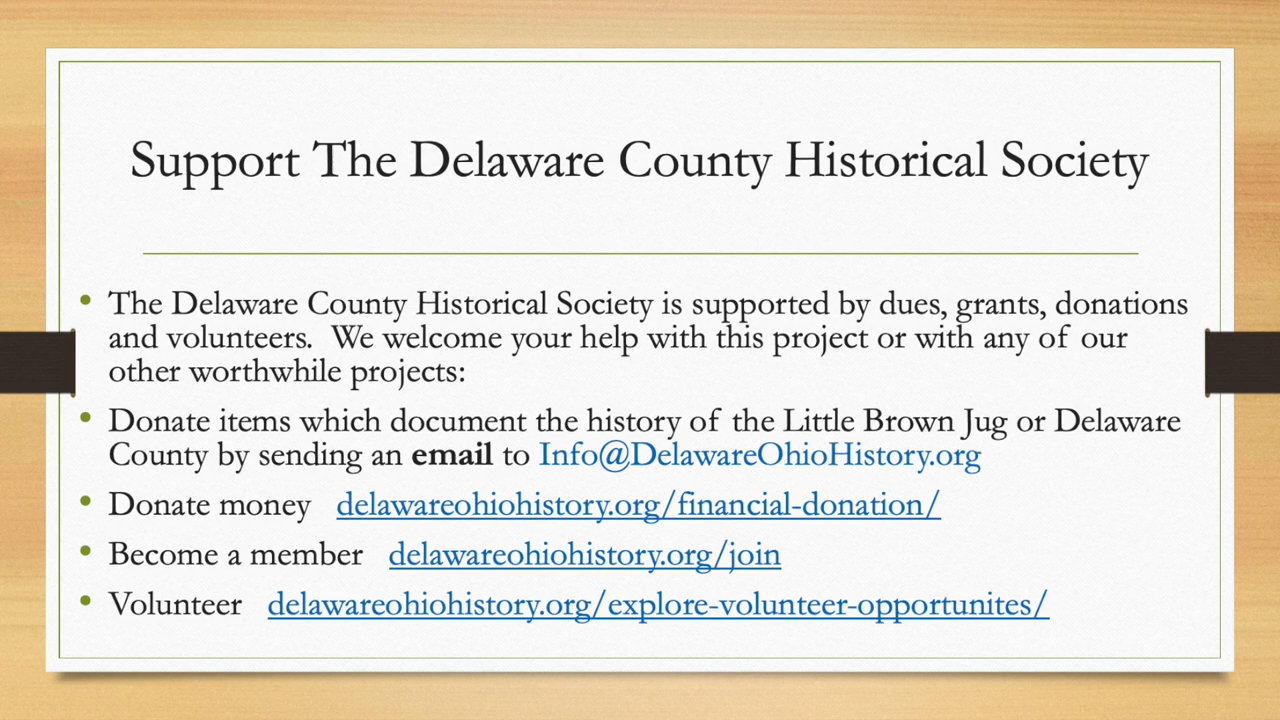 Support The Delaware County Historical Society
• The Delaware County Historical Society is supported by dues, grants, donations
and volunteers.  We welcome your help with this project or with any of our
other worthwhile projects:
• Donate items which document the history of the Little Brown Jug or Delaware
County by sending an email to Info@DelawareOhioHistory.org
• Donate money   delawareohiohistory.org/financial-donation/
• Become a member   delawareohiohistory.org/join
• Volunteer   delawareohiohistory.org/explore-volunteer-opportunites/